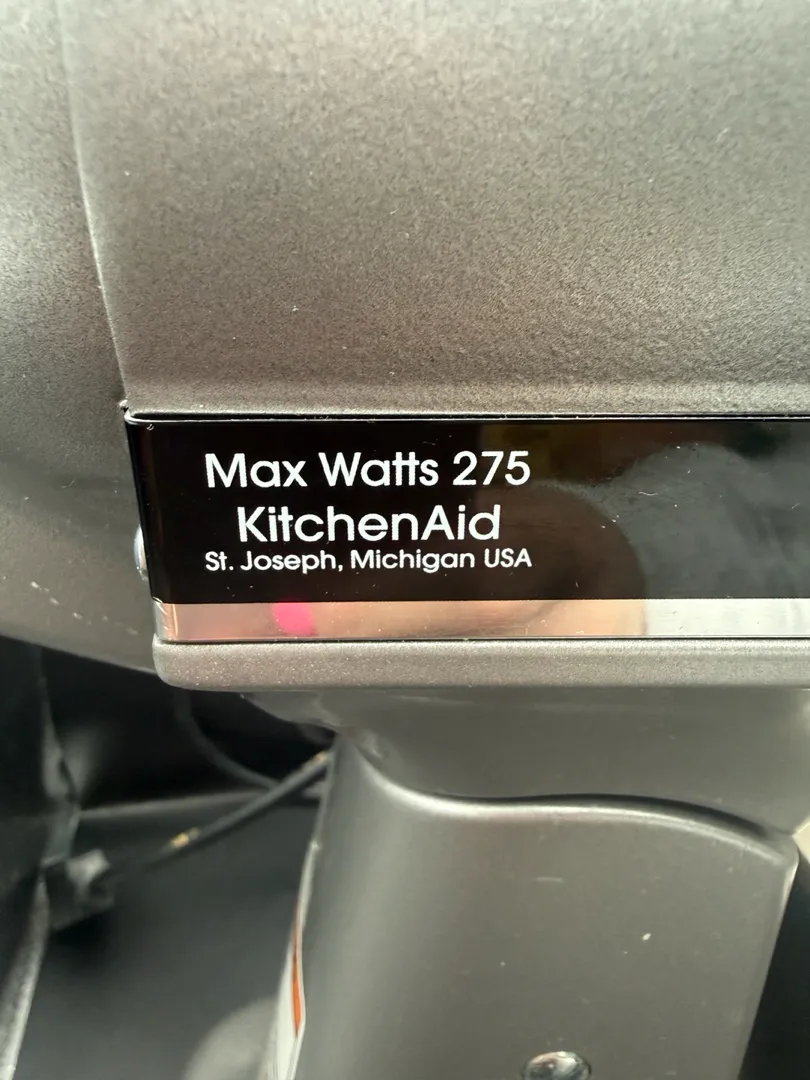 Max Watts 275
KitchenAid
St. Joseph, Michigan USA